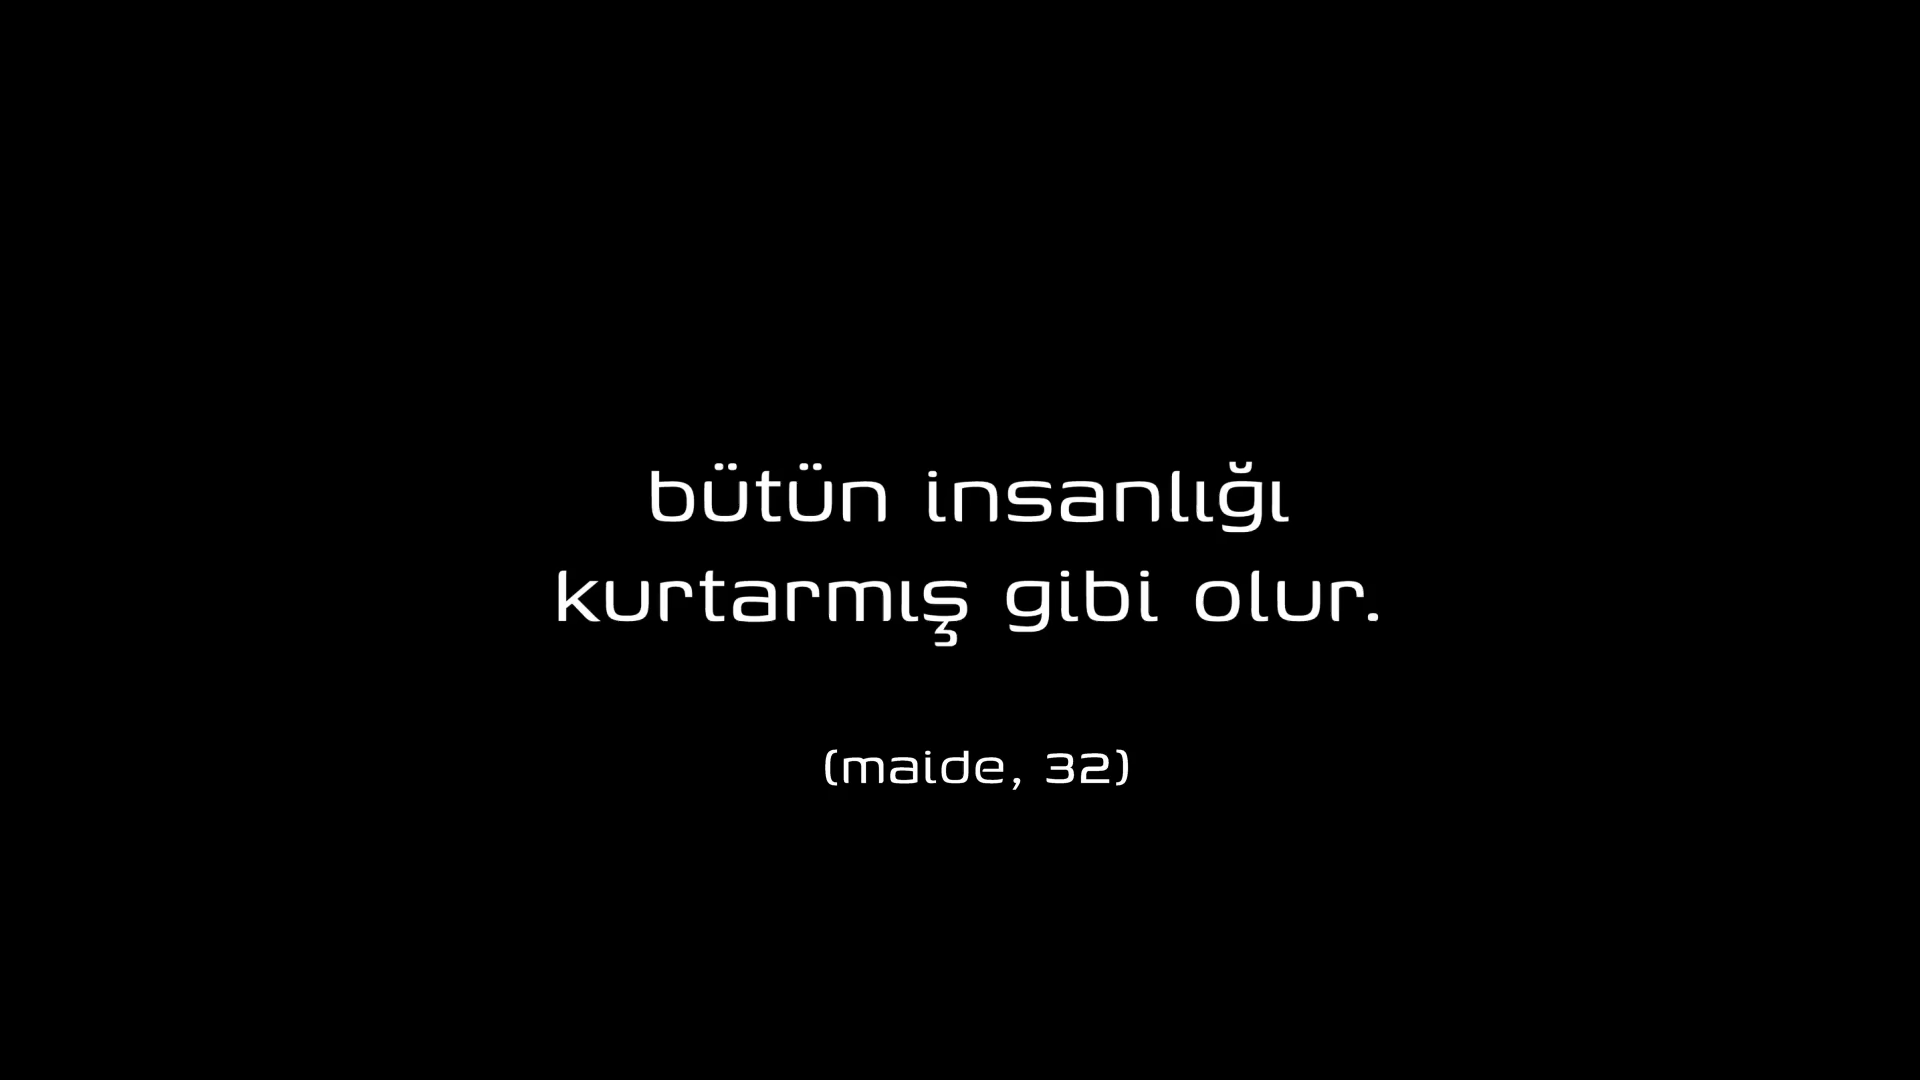 bütün insanlığı
kurtarmış gibi olur.
(maide, 32)